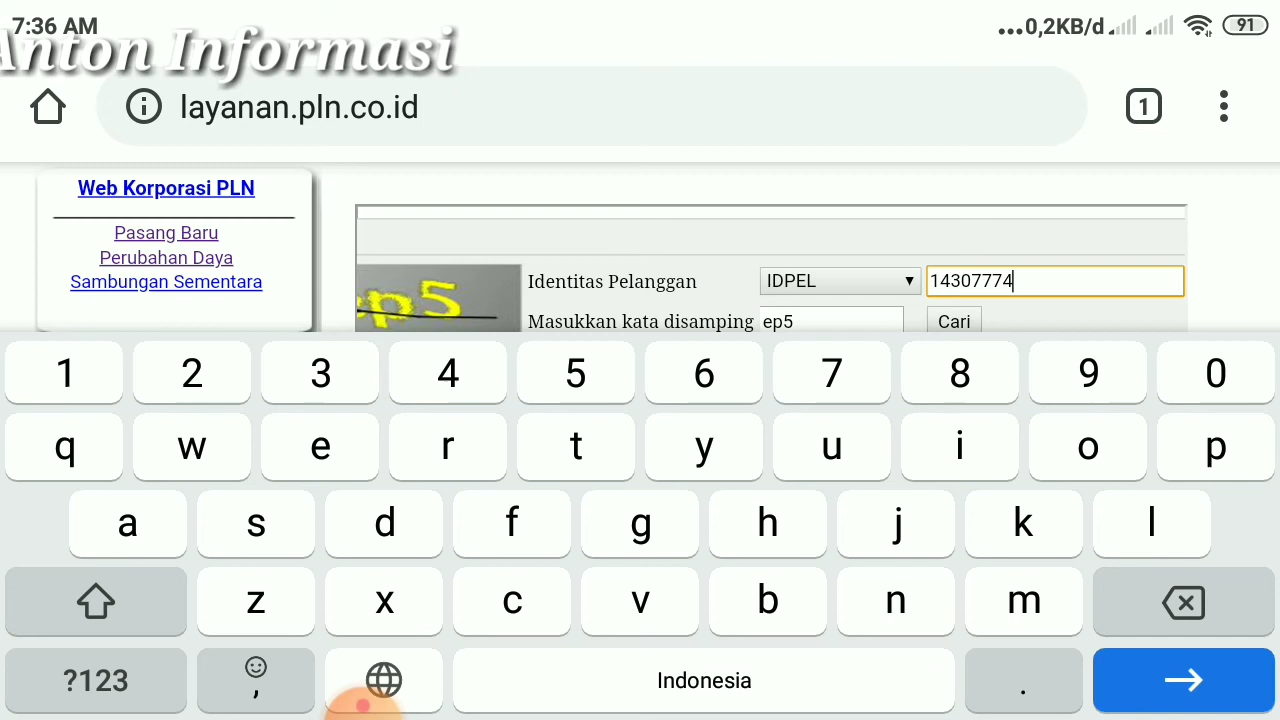 7:36 AM
...0,2KB/d
91
Anton Informasi
layanan.pln.co.id
1
Web Korporasi PLN
Pasang Baru
Perubahan Daya
Sambungan Sementara
ep5
Identitas Pelanggan
IDPEL
14307774
Masukkan kata disamping
ep5
Cari
1 2 3 4 5 6 7 8 9 0
q w e r t y u i o p
a s d f g h j k l
z x c v b n m
?123
,
Indonesia
.